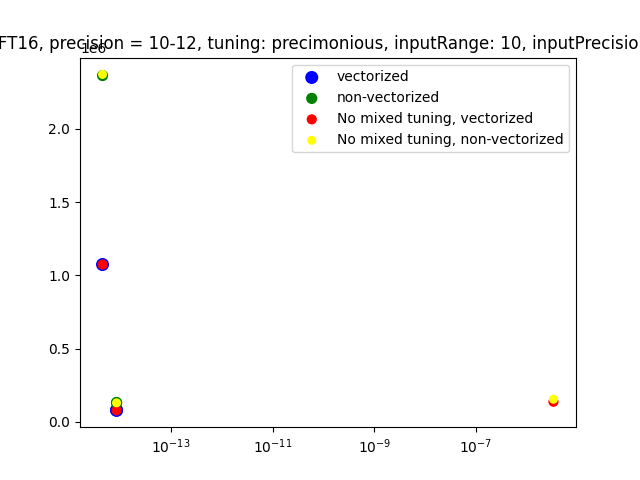 FT16, precision = 10-12, tuning: precimonious, inputRange: 10, inputPrecisio
1e6
vectorized
non-vectorized
No mixed tuning, vectorized
No mixed tuning, non-vectorized
2.0
1.5
1.0
0.5
0.0
10⁻¹³ 10⁻¹¹ 10⁻⁹ 10⁻⁷